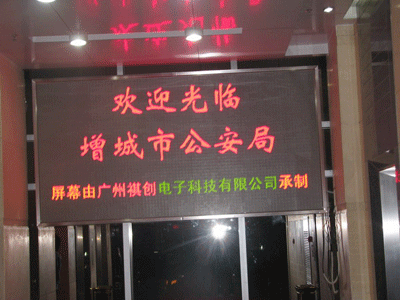 欢迎光临
增城市公安局
屏幕由广州祺创电子科技有限公司承制